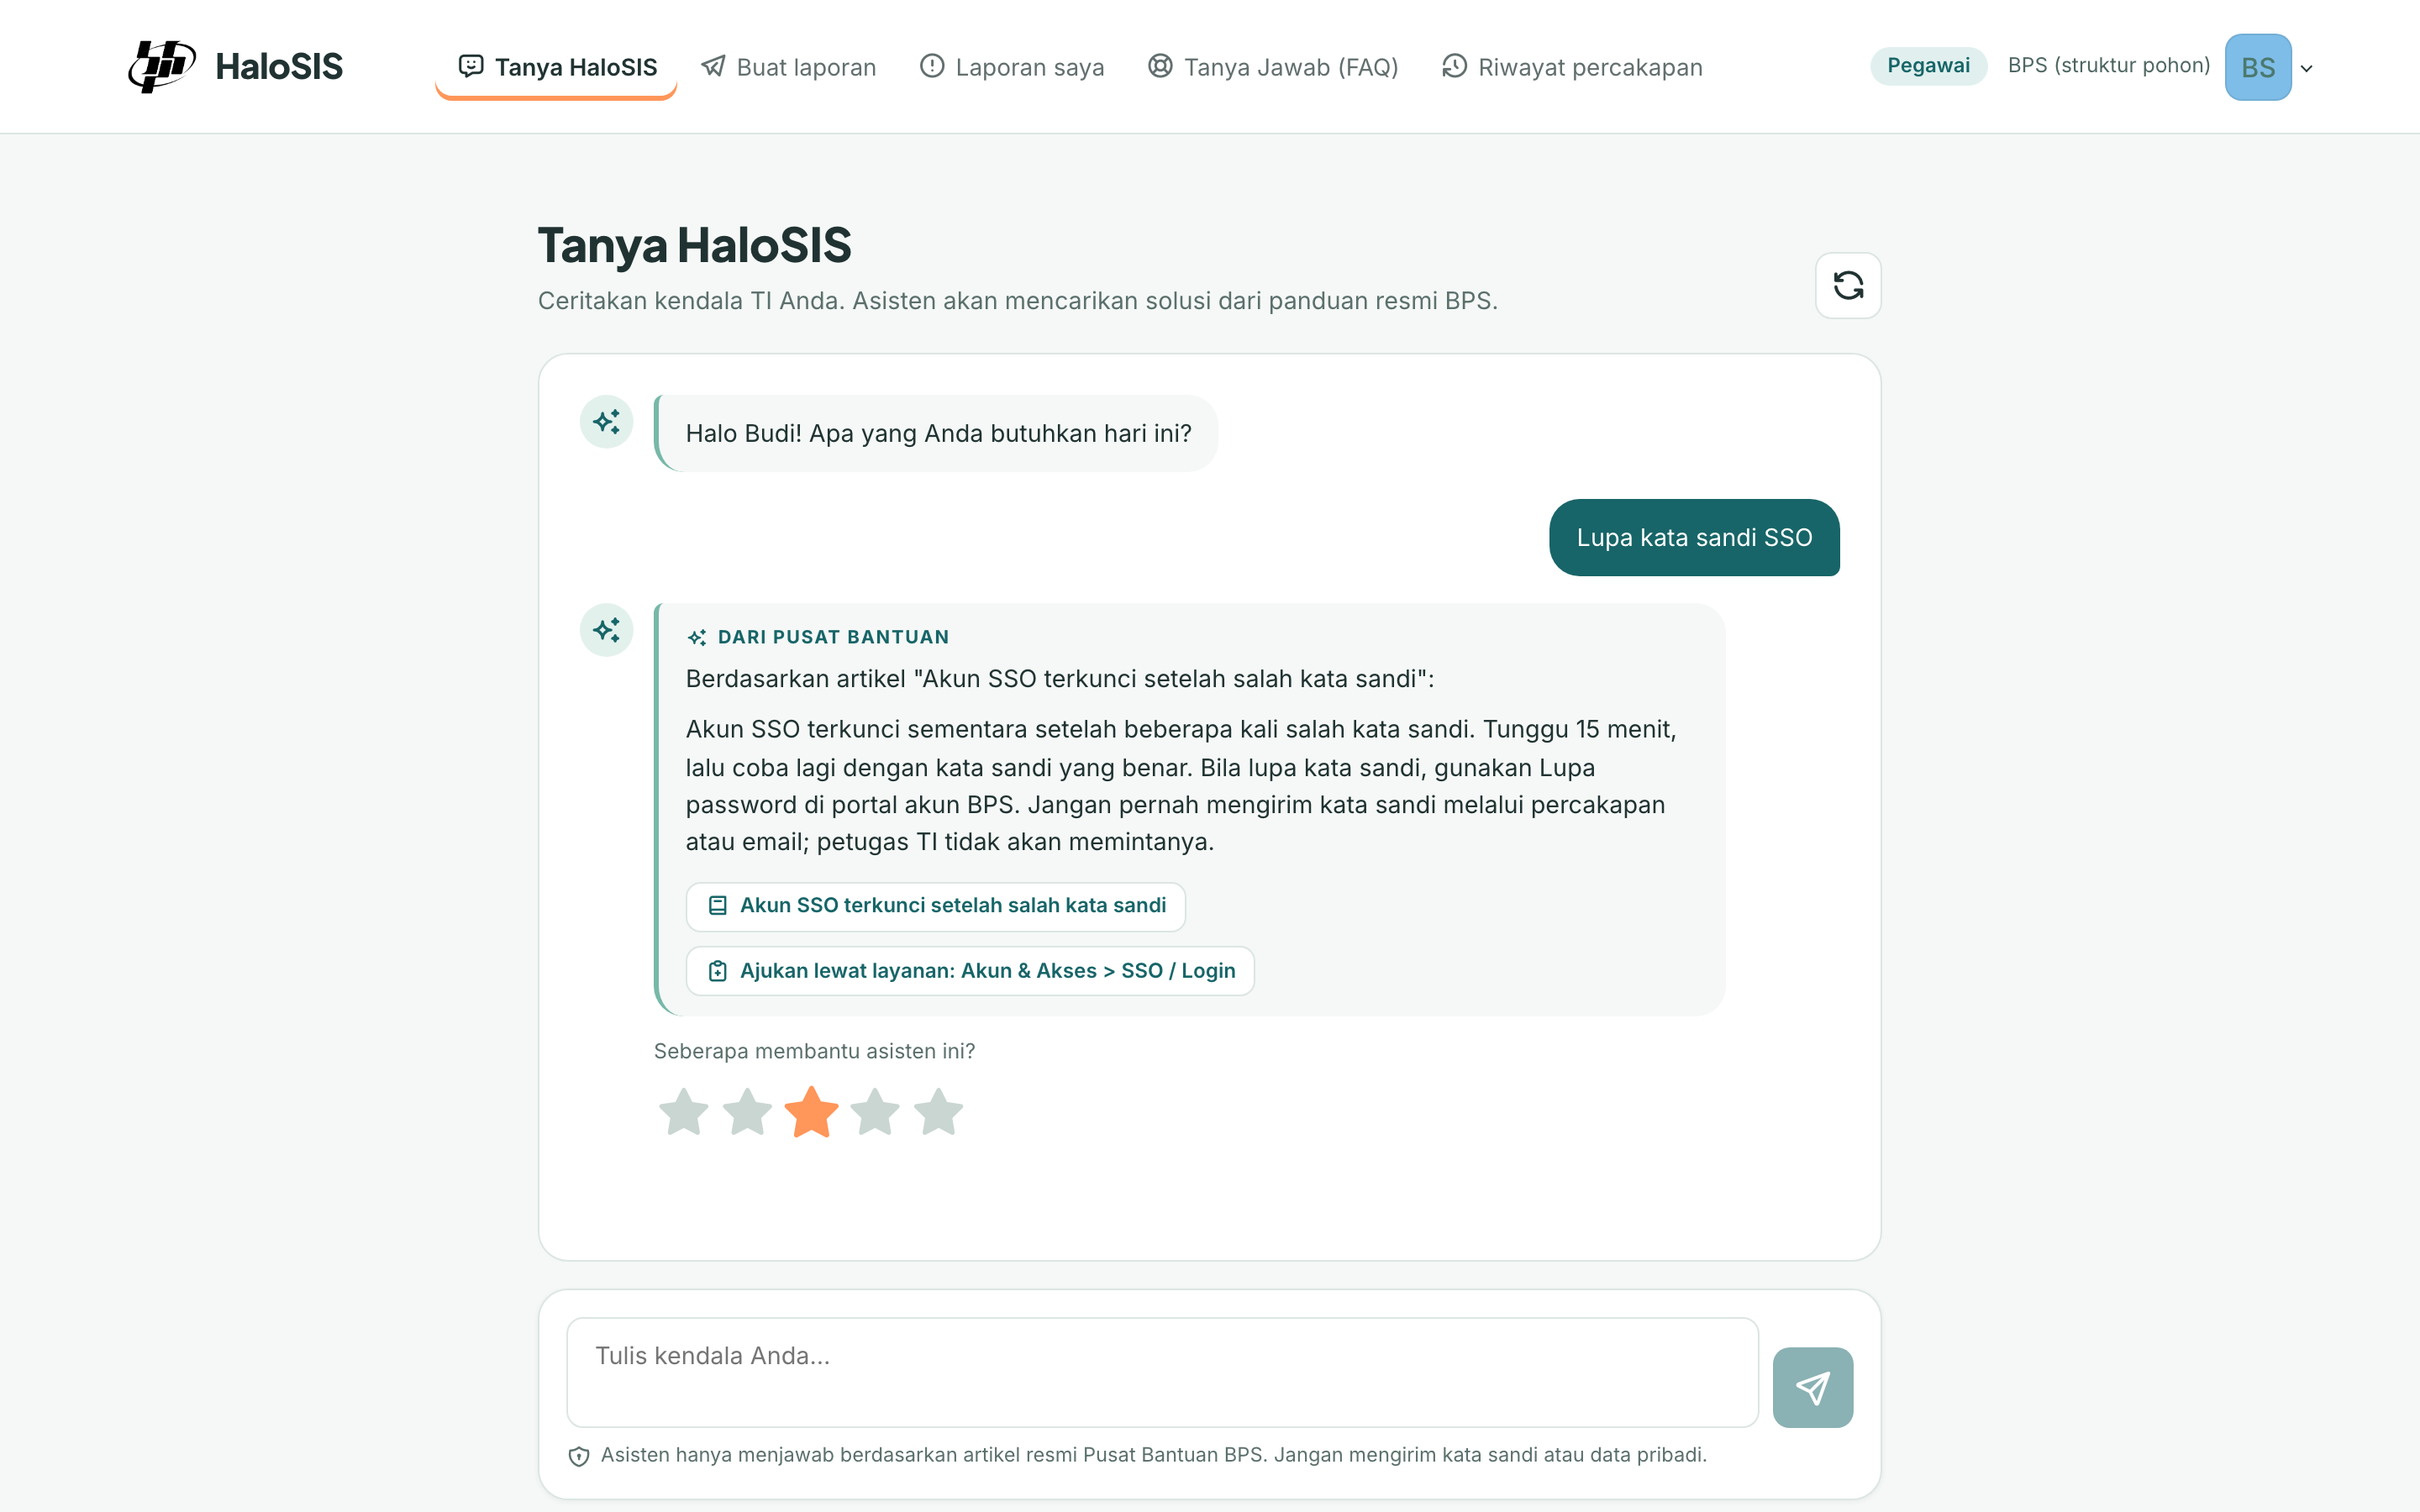 HaloSIS
Tanya HaloSIS
Buat laporan
Laporan saya
Tanya Jawab (FAQ)
Riwayat percakapan
Pegawai
BPS (struktur pohon)
BS
Tanya HaloSIS
Ceritakan kendala TI Anda. Asisten akan mencarikan solusi dari panduan resmi BPS.
Halo Budi! Apa yang Anda butuhkan hari ini?
Lupa kata sandi SSO
DARI PUSAT BANTUAN
Berdasarkan artikel "Akun SSO terkunci setelah salah kata sandi":
Akun SSO terkunci sementara setelah beberapa kali salah kata sandi. Tunggu 15 menit,
lalu coba lagi dengan kata sandi yang benar. Bila lupa kata sandi, gunakan Lupa
password di portal akun BPS. Jangan pernah mengirim kata sandi melalui percakapan
atau email; petugas TI tidak akan memintanya.
Akun SSO terkunci setelah salah kata sandi
Ajukan lewat layanan: Akun & Akses > SSO / Login
Seberapa membantu asisten ini?
Tulis kendala Anda...
Asisten hanya menjawab berdasarkan artikel resmi Pusat Bantuan BPS. Jangan mengirim kata sandi atau data pribadi.